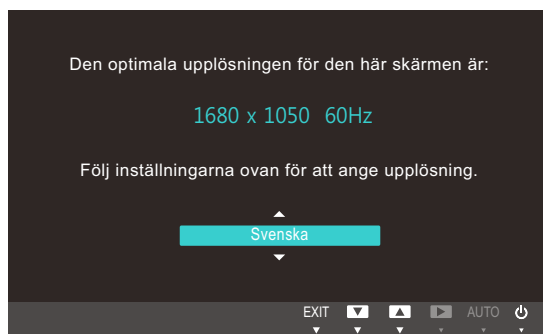 Den optimala upplösningen för den här skärmen är:
1680 x 1050 60Hz
Följ inställningarna ovan för att ange upplösning.
Svenska
EXIT AUTO